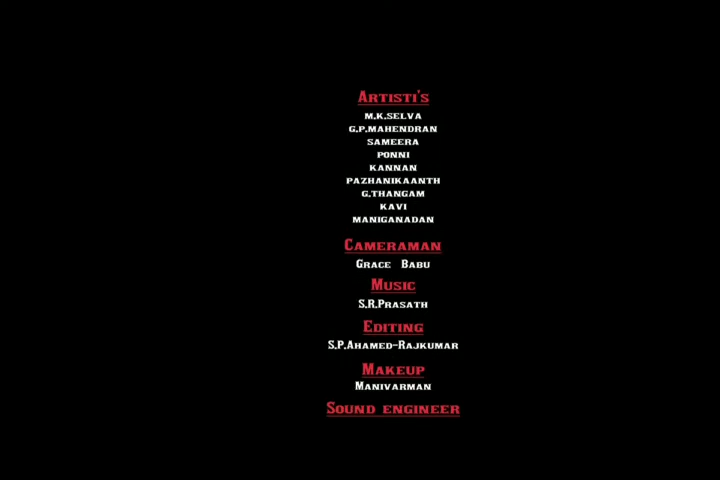 Artisti's
M.K.SELVA
G.P.MAHENDRAN
SAMEERA
PONNI
KANNAN
PAZHANIKAANTH
G.THANGAM
KAVI
MANIGANADAN
Cameraman
Grace Babu
Music
S.R.Prasath
Editing
S.P.Ahamed-Rajkumar
Makeup
Manivarman
Sound engineer